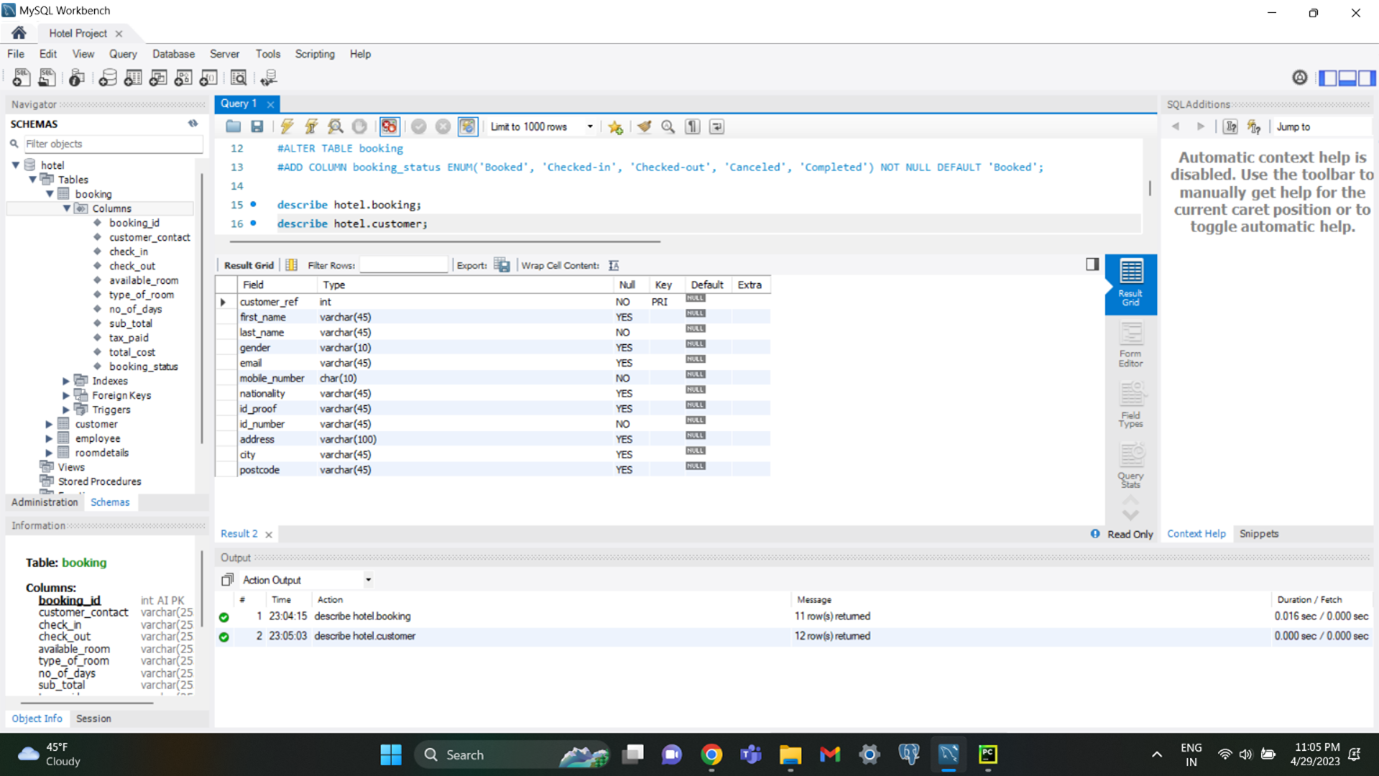 MySQL Workbench
Hotel Project
File Edit View Query Database Server Tools Scripting Help
Navigator
SCHEMAS
Filter objects
hotel
Tables
booking
Columns
booking_id
customer_contact
check_in
check_out
available_room
type_of_room
no_of_days
sub_total
tax_paid
total_cost
booking_status
Indexes
Foreign Keys
Triggers
customer
employee
roomdetails
Views
Stored Procedures
Administration Schemas
Information
Table: booking
Columns:
booking_id int AI PK
customer_contact varchar(25
check_in varchar(25
check_out varchar(25
available_room varchar(25
type_of_room varchar(25
no_of_days varchar(25
sub_total varchar(25
Object Info Session
Query 1
Limit to 1000 rows
12 #ALTER TABLE booking
13 #ADD COLUMN booking_status ENUM('Booked', 'Checked-in', 'Checked-out', 'Canceled', 'Completed') NOT NULL DEFAULT 'Booked';
14
15 describe hotel.booking;
16 describe hotel.customer;
Result Grid Filter Rows: Export: Wrap Cell Content:
Field Type Null Key Default Extra
customer_ref int NO PRI NULL
first_name varchar(45) YES NULL
last_name varchar(45) NO NULL
gender varchar(10) YES NULL
email varchar(45) YES NULL
mobile_number char(10) NO NULL
nationality varchar(45) YES NULL
id_proof varchar(45) YES NULL
id_number varchar(45) NO NULL
address varchar(100) YES NULL
city varchar(45) YES NULL
postcode varchar(45) YES NULL
Result Grid
Form Editor
Field Types
Query Stats
Result 2
Read Only
Output
Action Output
# Time Action Message Duration / Fetch
1 23:04:15 describe hotel.booking 11 row(s) returned 0.016 sec / 0.000 sec
2 23:05:03 describe hotel.customer 12 row(s) returned 0.000 sec / 0.000 sec
SQLAdditions
Jump to
Automatic context help is
disabled. Use the toolbar to
manually get help for the
current caret position or to
toggle automatic help.
Context Help Snippets
45°F
Cloudy
Search
ENG
IN
11:05 PM
4/29/2023